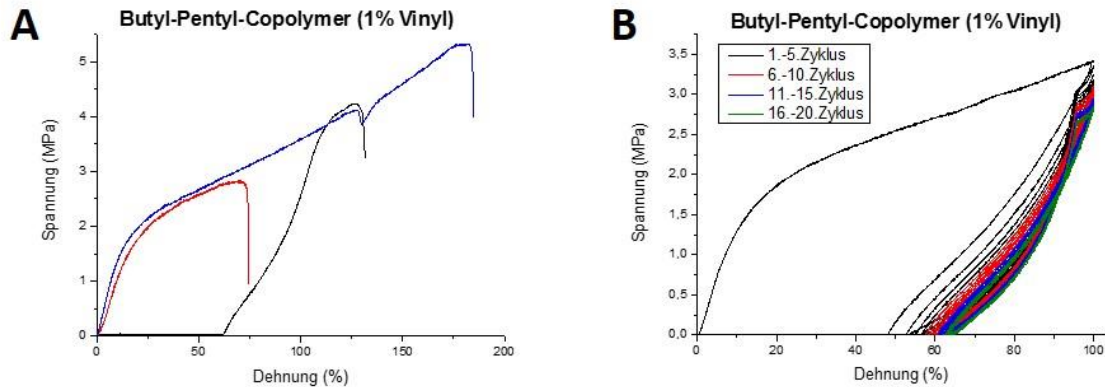 A
Butyl-Pentyl-Copolymer (1% Vinyl)
Spannung (MPa)
5
4
3
2
1
0
0 50 100 150 200
Dehnung (%)
B
Butyl-Pentyl-Copolymer (1% Vinyl)
1.-5.Zyklus
6.-10.Zyklus
11.-15.Zyklus
16.-20.Zyklus
Spannung (MPa)
3,5
3,0
2,5
2,0
1,5
1,0
0,5
0,0
0 20 40 60 80 100
Dehnung (%)